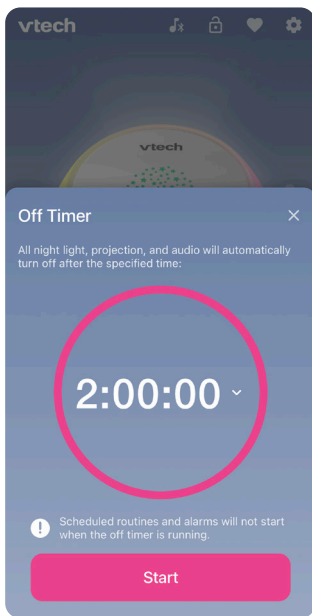 vtech
vtech
Off Timer
All night light, projection, and audio will automatically
turn off after the specified time:
2:00:00
Scheduled routines and alarms will not start
when the off timer is running.
Start